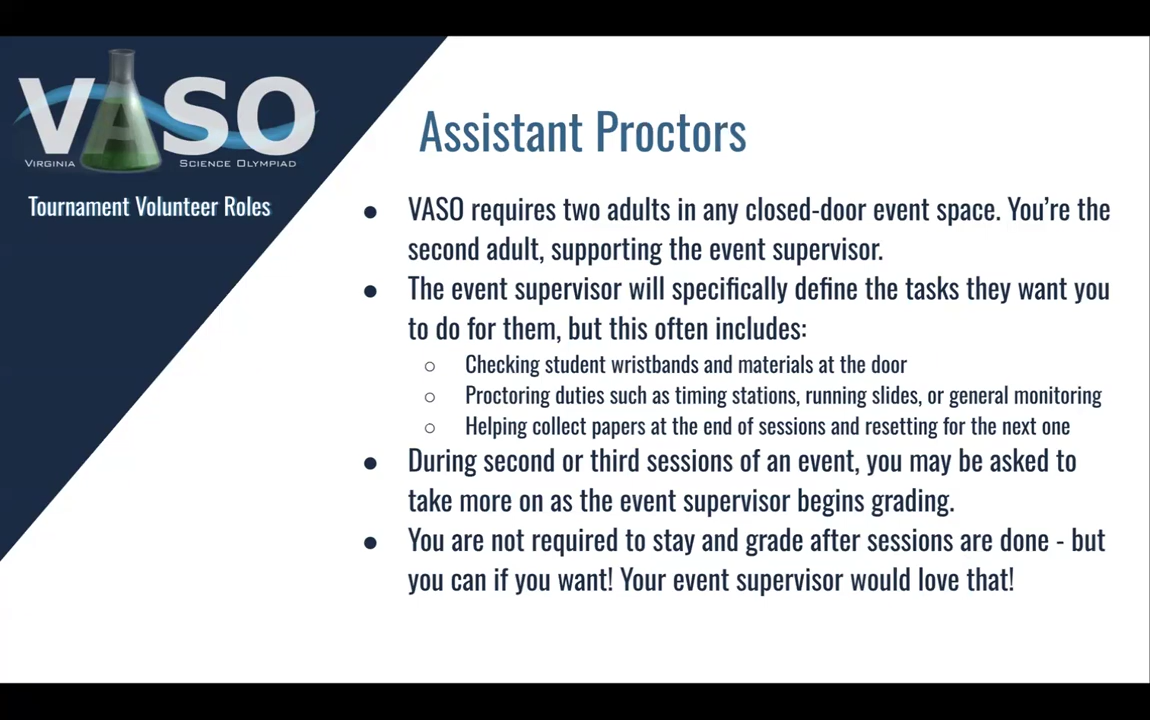 VASO
VIRGINIA SCIENCE OLYMPIAD
Tournament Volunteer Roles
Assistant Proctors
● VASO requires two adults in any closed-door event space. You’re the
second adult, supporting the event supervisor.
● The event supervisor will specifically define the tasks they want you
to do for them, but this often includes:
○ Checking student wristbands and materials at the door
○ Proctoring duties such as timing stations, running slides, or general monitoring
○ Helping collect papers at the end of sessions and resetting for the next one
● During second or third sessions of an event, you may be asked to
take more on as the event supervisor begins grading.
● You are not required to stay and grade after sessions are done - but
you can if you want! Your event supervisor would love that!